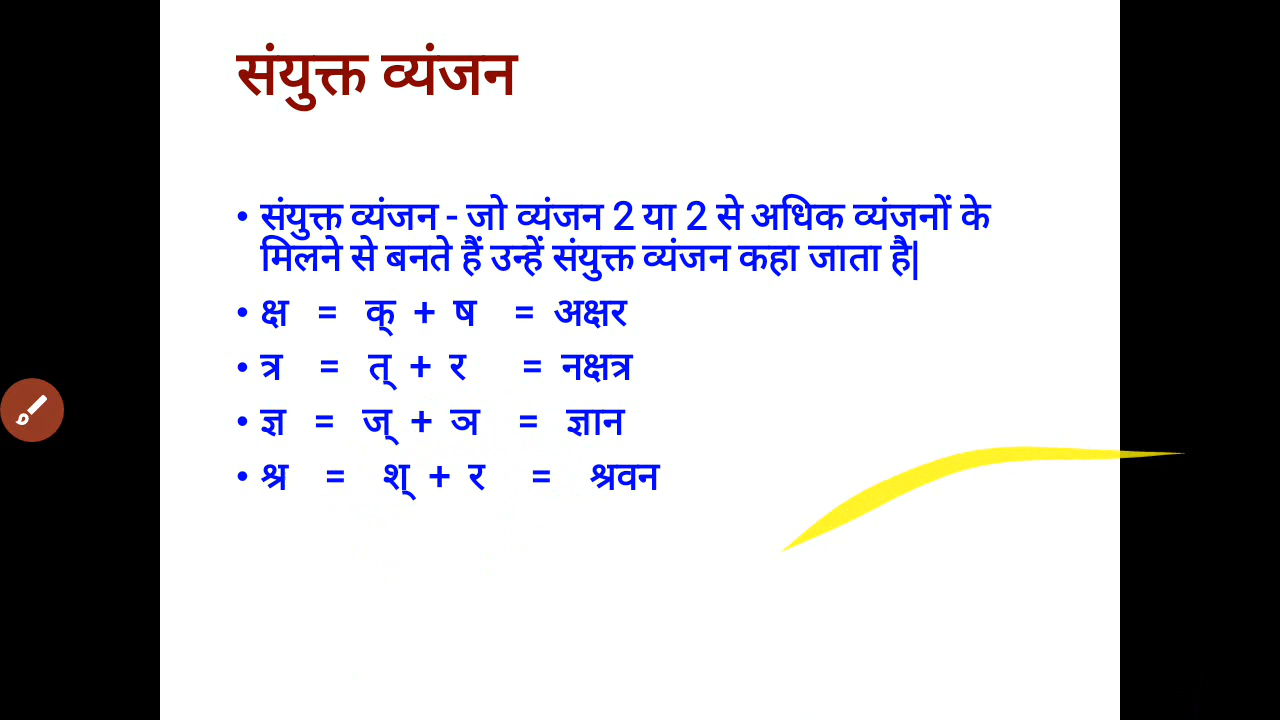 संयुक्त व्यंजन
• संयुक्त व्यंजन - जो व्यंजन 2 या 2 से अधिक व्यंजनों के
मिलने से बनते हैं उन्हें संयुक्त व्यंजन कहा जाता है|
• क्ष = क् + ष = अक्षर
• त्र = त् + र = नक्षत्र
• ज्ञ = ज् + ञ = ज्ञान
• श्र = श् + र = श्रवन